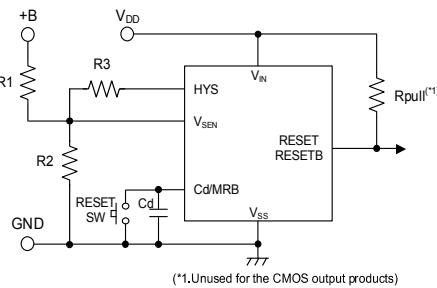 +B
VDD
R1
R3
HYS
VIN
Rpull(*1)
VSEN
RESET
RESETB
R2
Cd/MRB
RESET
SW
Cd
VSS
GND
(*1.Unused for the CMOS output products)